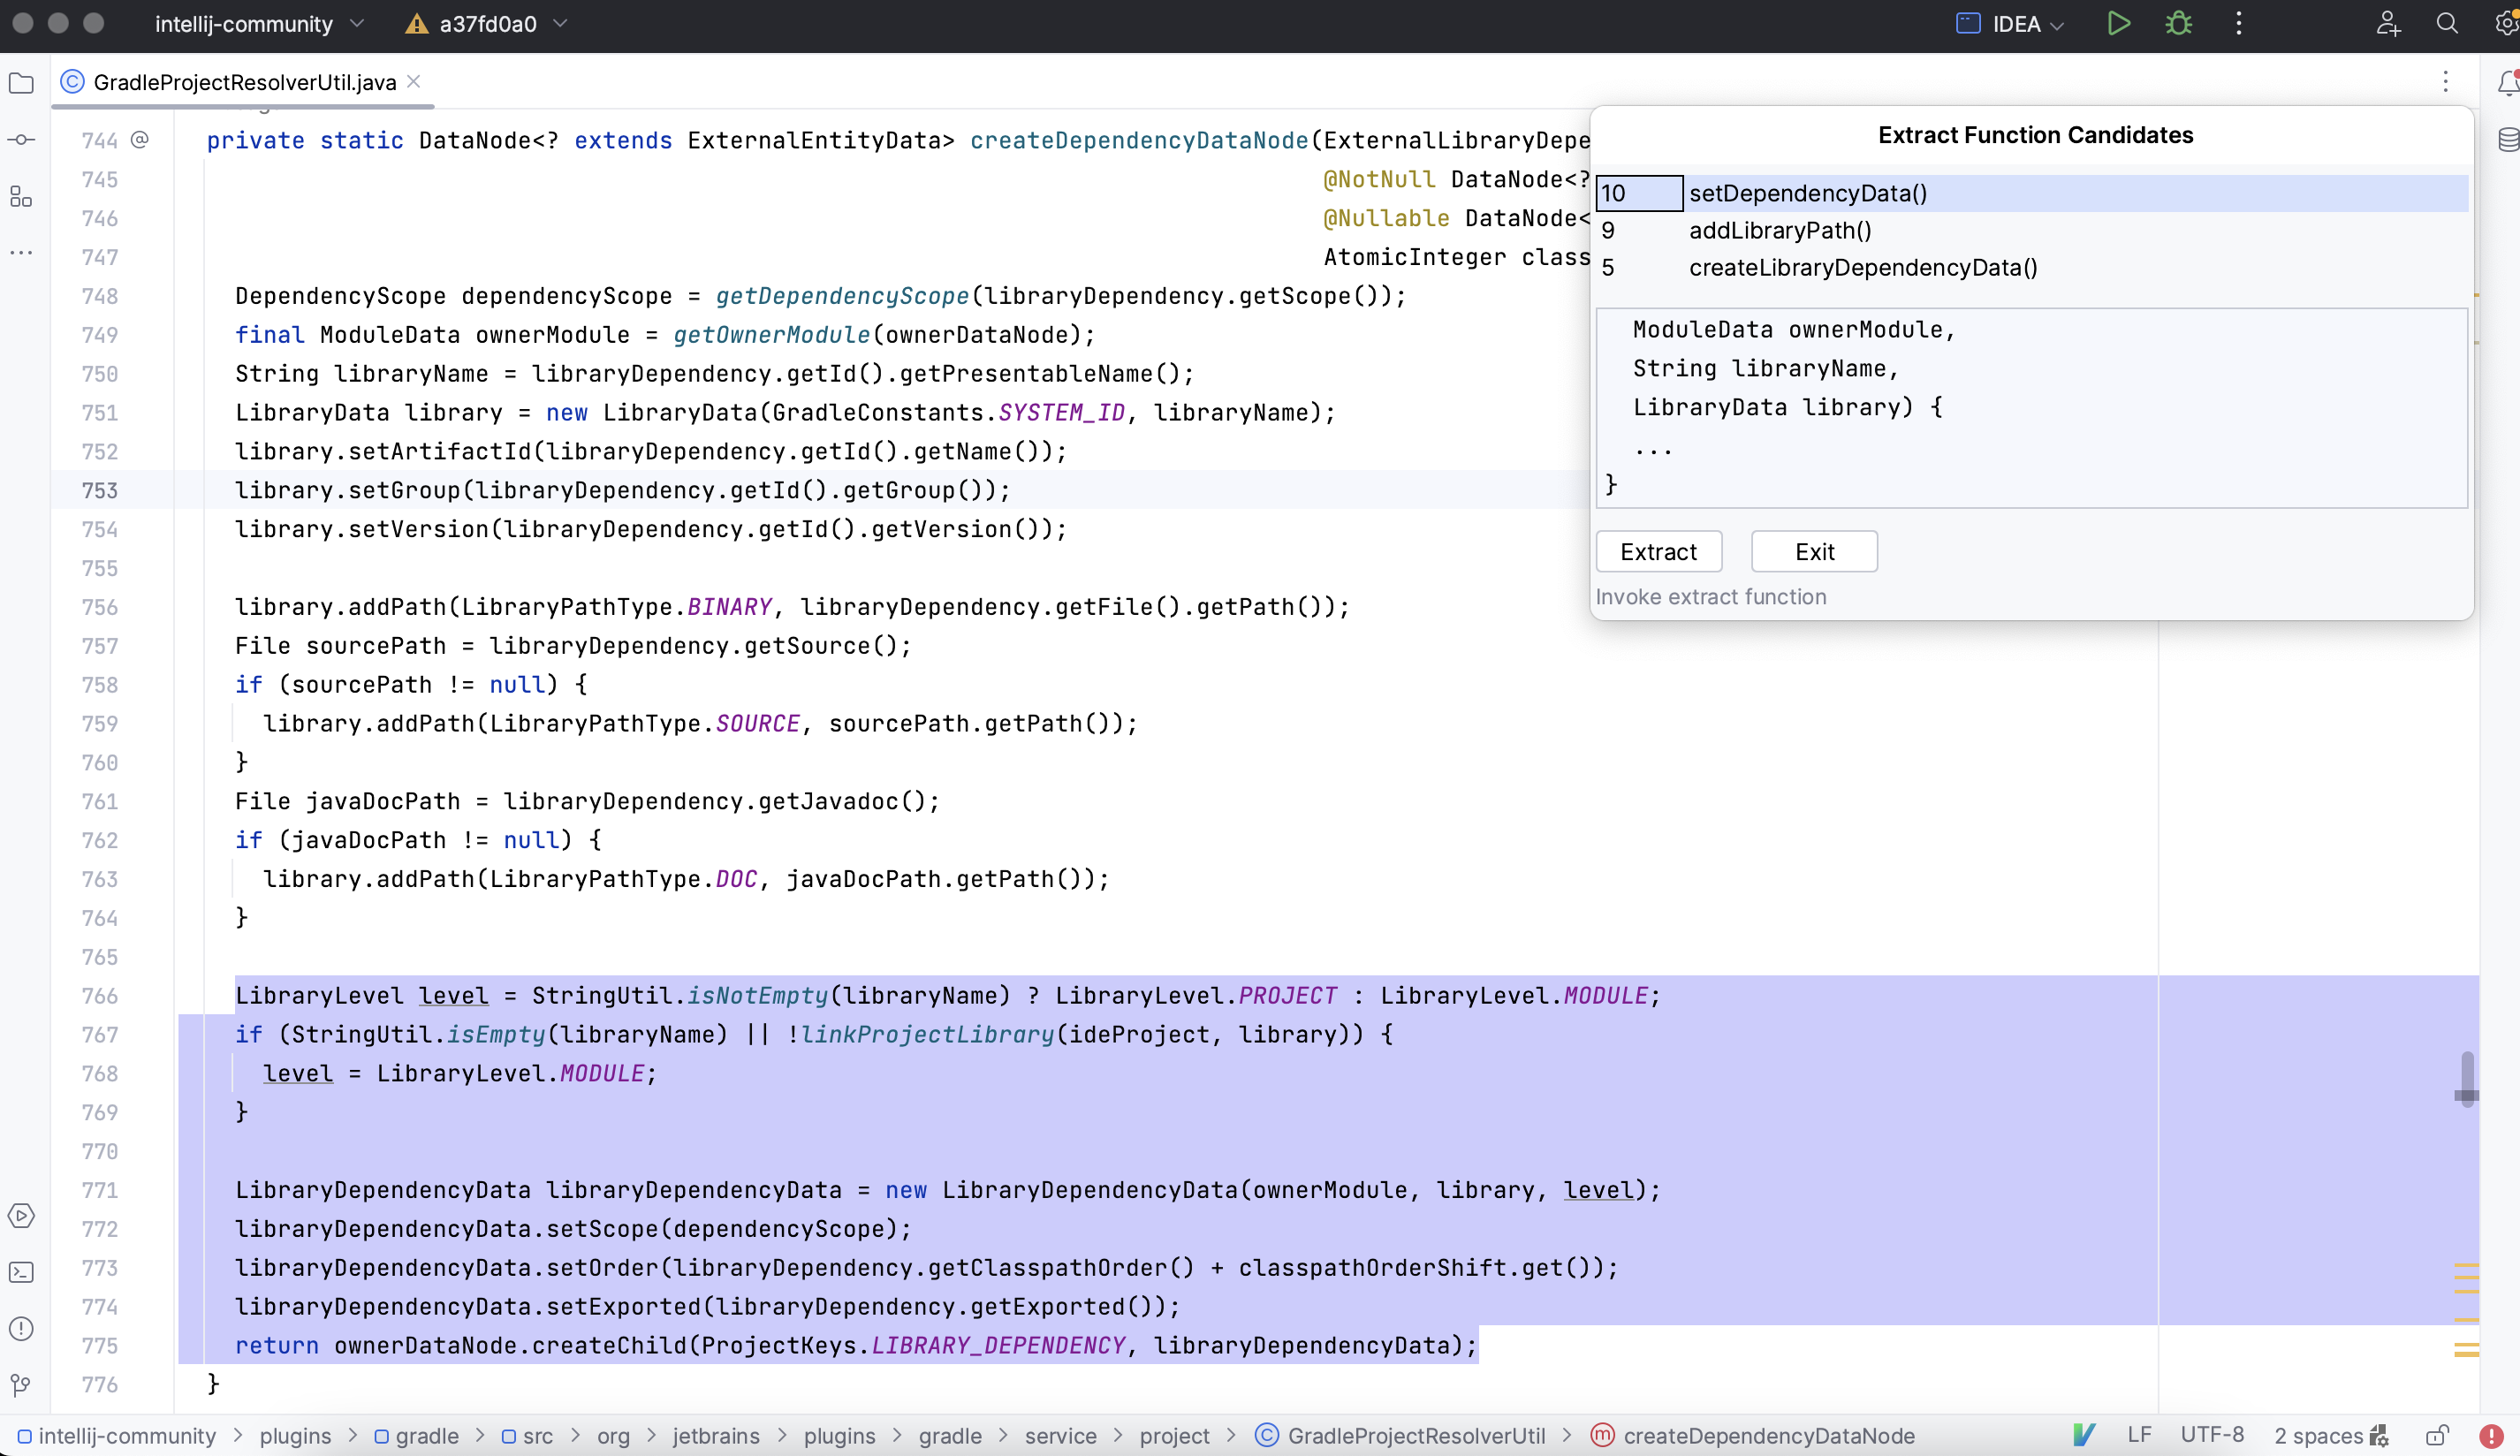 intellij-community
a37fd0a0
IDEA
GradleProjectResolverUtil.java
744 @ private static DataNode<? extends ExternalEntityData> createDependencyDataNode(ExternalLibraryDepe
745 @NotNull DataNode<?
746 @Nullable DataNode<
747 AtomicInteger class
748 DependencyScope dependencyScope = getDependencyScope(libraryDependency.getScope());
749 final ModuleData ownerModule = getOwnerModule(ownerDataNode);
750 String libraryName = libraryDependency.getId().getPresentableName();
751 LibraryData library = new LibraryData(GradleConstants.SYSTEM_ID, libraryName);
752 library.setArtifactId(libraryDependency.getId().getName());
753 library.setGroup(libraryDependency.getId().getGroup());
754 library.setVersion(libraryDependency.getId().getVersion());
755
756 library.addPath(LibraryPathType.BINARY, libraryDependency.getFile().getPath());
757 File sourcePath = libraryDependency.getSource();
758 if (sourcePath != null) {
759 library.addPath(LibraryPathType.SOURCE, sourcePath.getPath());
760 }
761 File javaDocPath = libraryDependency.getJavadoc();
762 if (javaDocPath != null) {
763 library.addPath(LibraryPathType.DOC, javaDocPath.getPath());
764 }
765
766 LibraryLevel level = StringUtil.isNotEmpty(libraryName) ? LibraryLevel.PROJECT : LibraryLevel.MODULE;
767 if (StringUtil.isEmpty(libraryName) || !linkProjectLibrary(ideProject, library)) {
768 level = LibraryLevel.MODULE;
769 }
770
771 LibraryDependencyData libraryDependencyData = new LibraryDependencyData(ownerModule, library, level);
772 libraryDependencyData.setScope(dependencyScope);
773 libraryDependencyData.setOrder(libraryDependency.getClasspathOrder() + classpathOrderShift.get());
774 libraryDependencyData.setExported(libraryDependency.getExported());
775 return ownerDataNode.createChild(ProjectKeys.LIBRARY_DEPENDENCY, libraryDependencyData);
776 }
Extract Function Candidates
10 setDependencyData()
9 addLibraryPath()
5 createLibraryDependencyData()
ModuleData ownerModule,
String libraryName,
LibraryData library) {
...
}
Extract Exit
Invoke extract function
intellij-community > plugins > gradle > src > org > jetbrains > plugins > gradle > service > project > GradleProjectResolverUtil > createDependencyDataNode
LF UTF-8 2 spaces